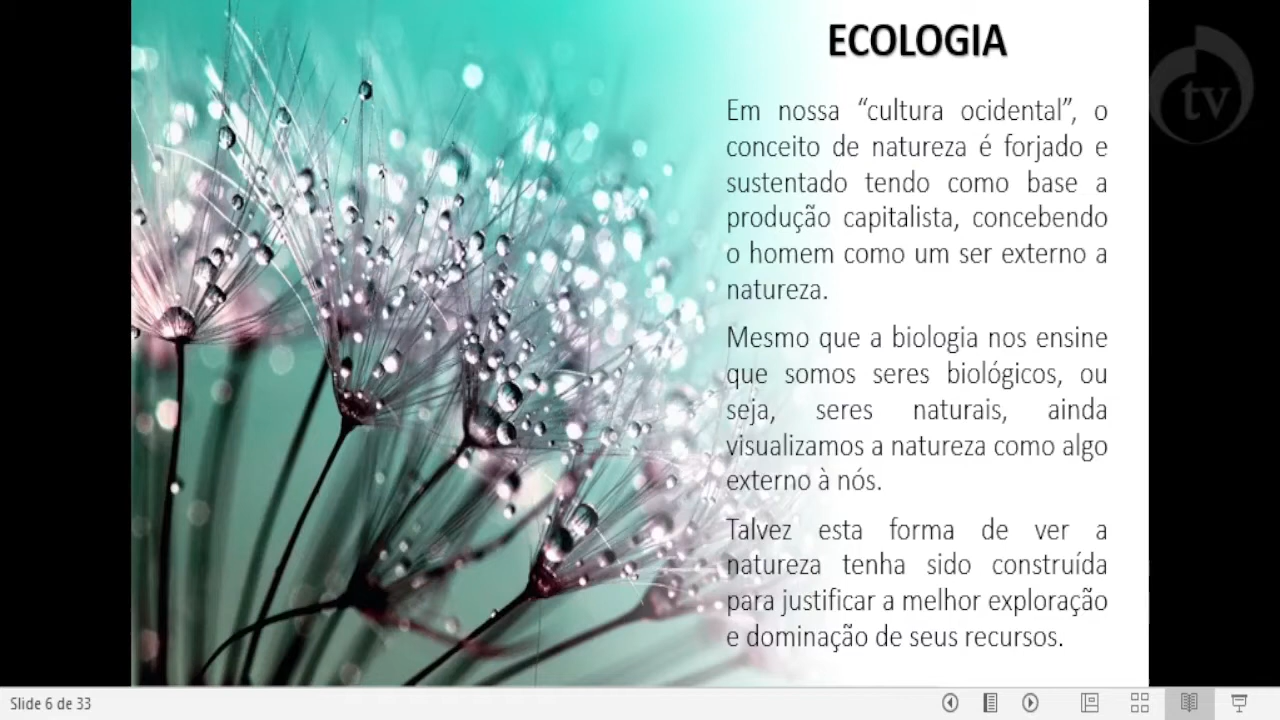 ECOLOGIA
Em nossa “cultura ocidental”, o
conceito de natureza é forjado e
sustentado tendo como base a
produção capitalista, concebendo
o homem como um ser externo a
natureza.
Mesmo que a biologia nos ensine
que somos seres biológicos, ou
seja, seres naturais, ainda
visualizamos a natureza como algo
externo à nós.
Talvez esta forma de ver a
natureza tenha sido construída
para justificar a melhor exploração
e dominação de seus recursos.
tv
Slide 6 de 33